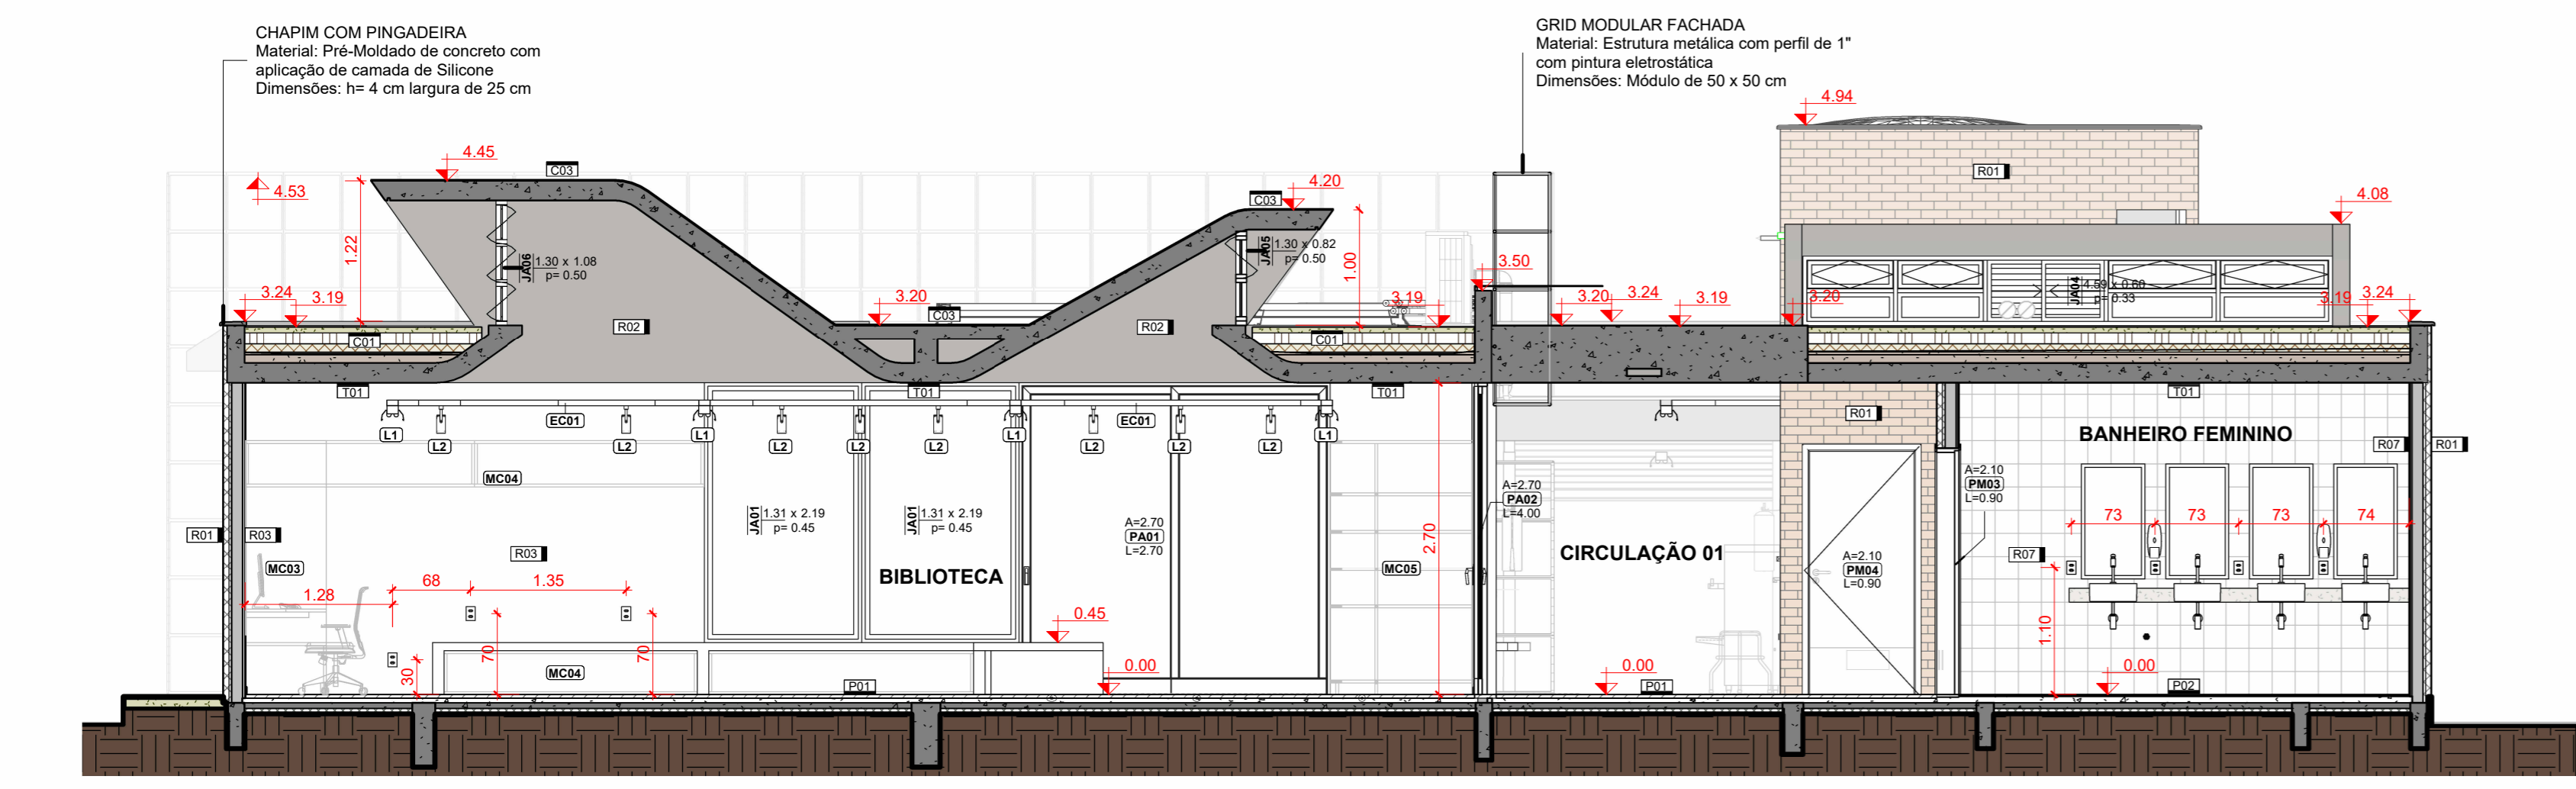 CHAPIM COM PINGADEIRA
Material: Pré-Moldado de concreto com
aplicação de camada de Silicone
Dimensões: h= 4 cm largura de 25 cm
GRID MODULAR FACHADA
Material: Estrutura metálica com perfil de 1"
com pintura eletrostática
Dimensões: Módulo de 50 x 50 cm
4.94
4.45
C03
4.53
4.20
C03
R01
4.08
1.22
JA06
1.30 x 1.08
p= 0.50
JA05
1.30 x 0.82
p= 0.50
1.00
3.50
JA04
4.59 x 0.60
p= 0.33
3.24
3.19
3.20
C03
3.19
3.20
3.24
3.19
3.20
3.19
3.24
R02
R02
C01
C01
T01
T01
T01
T01
EC01
EC01
L1
L2
L2
L1
L2
L2
L2
L1
L2
L2
L2
L1
R01
BANHEIRO FEMININO
R07
R01
MC04
A=2.10
PM03
L=0.90
A=2.70
PA02
L=4.00
JA01
1.31 x 2.19
p= 0.45
JA01
1.31 x 2.19
p= 0.45
A=2.70
PA01
L=2.70
2.70
73
73
73
74
R01
R03
R03
CIRCULAÇÃO 01
R07
MC03
BIBLIOTECA
MC05
A=2.10
PM04
L=0.90
68
1.35
1.28
0.45
1.10
70
70
30
MC04
0.00
0.00
0.00
P01
P01
P02